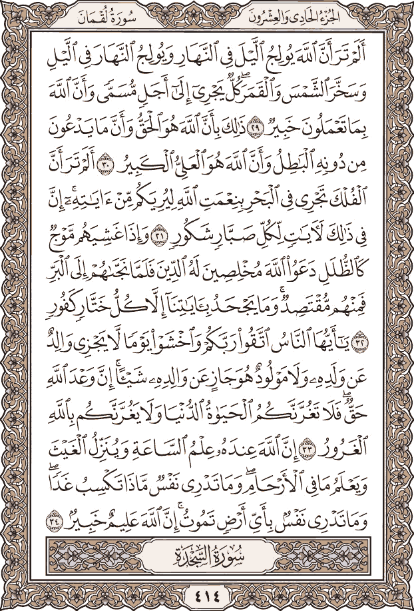 الجزء الحادي والعشرون
سورة لقمان
أَلَمْ تَرَ أَنَّ ٱللَّهَ يُولِجُ ٱلَّيْلَ فِى ٱلنَّهَارِ وَيُولِجُ ٱلنَّهَارَ فِى ٱلَّيْلِ
وَسَخَّرَ ٱلشَّمْسَ وَٱلْقَمَرَ كُلٌّ يَجْرِىٓ إِلَىٰٓ أَجَلٍ مُّسَمًّى وَأَنَّ ٱللَّهَ
بِمَا تَعْمَلُونَ خَبِيرٌ ٢٩ ذَٰلِكَ بِأَنَّ ٱللَّهَ هُوَ ٱلْحَقُّ وَأَنَّ مَا يَدْعُونَ
مِن دُونِهِ ٱلْبَٰطِلُ وَأَنَّ ٱللَّهَ هُوَ ٱلْعَلِىُّ ٱلْكَبِيرُ ٣٠ أَلَمْ تَرَ أَنَّ
ٱلْفُلْكَ تَجْرِى فِى ٱلْبَحْرِ بِنِعْمَتِ ٱللَّهِ لِيُرِيَكُم مِّنْ ءَايَٰتِهِۦٓ ۚ إِنَّ
فِى ذَٰلِكَ لَءَايَٰتٍ لِّكُلِّ صَبَّارٍ شَكُورٍ ٣١ وَإِذَا غَشِيَهُم مَّوْجٌ
كَٱلظُّلَلِ دَعَوُا۟ ٱللَّهَ مُخْلِصِينَ لَهُ ٱلدِّينَ فَلَمَّا نَجَّىٰهُمْ إِلَى ٱلْبَرِّ
فَمِنْهُم مُّقْتَصِدٌ ۚ وَمَا يَجْحَدُ بِـَٔايَٰتِنَآ إِلَّا كُلُّ خَتَّارٍ كَفُورٍ
٣٢ يَٰٓأَيُّهَا ٱلنَّاسُ ٱتَّقُوا۟ رَبَّكُمْ وَٱخْشَوْا۟ يَوْمًا لَّا يَجْزِى وَالِدٌ
عَن وَلَدِهِۦ وَلَا مَوْلُودٌ هُوَ جَازٍ عَن وَالِدِهِۦ شَيْـًٔا ۚ إِنَّ وَعْدَ ٱللَّهِ
حَقٌّ ۖ فَلَا تَغُرَّنَّكُمُ ٱلْحَيَوٰةُ ٱلدُّنْيَا وَلَا يَغُرَّنَّكُم بِٱللَّهِ
ٱلْغَرُورُ ٣٣ إِنَّ ٱللَّهَ عِندَهُۥ عِلْمُ ٱلسَّاعَةِ وَيُنَزِّلُ ٱلْغَيْثَ
وَيَعْلَمُ مَا فِى ٱلْأَرْحَامِ ۖ وَمَا تَدْرِى نَفْسٌ مَّاذَا تَكْسِبُ غَدًا ۖ
وَمَا تَدْرِى نَفْسٌۢ بِأَىِّ أَرْضٍ تَمُوتُ ۚ إِنَّ ٱللَّهَ عَلِيمٌ خَبِيرٌۢ ٣٤
سورة السجدة
٤١٤